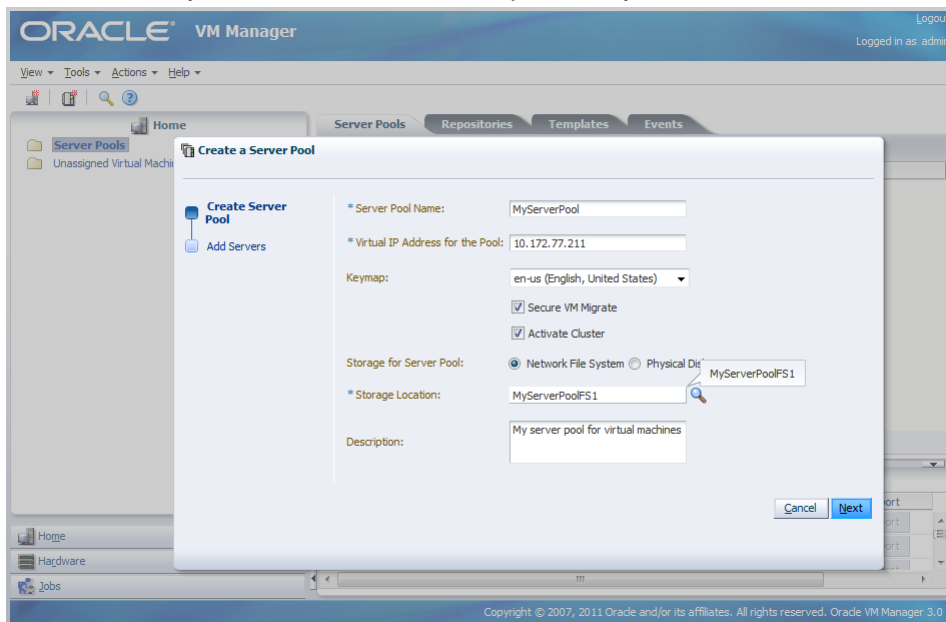 ORACLE® VM Manager
Logou
Logged in as admin
View Tools Actions Help
Home
Server Pools Repositories Templates Events
Server Pools
Unassigned Virtual Machi
Create a Server Pool
Create Server
Pool
Add Servers
* Server Pool Name: MyServerPool
* Virtual IP Address for the Pool: 10.172.77.211
Keymap: en-us (English, United States)
Secure VM Migrate
Activate Cluster
Storage for Server Pool: Network File System Physical Dis
MyServerPoolFS1
* Storage Location: MyServerPoolFS1
Description: My server pool for virtual machines
Cancel Next
ort
ort
ort
Home
Hardware
Jobs
Copyright © 2007, 2011 Oracle and/or its affiliates. All rights reserved. Oracle VM Manager 3.0